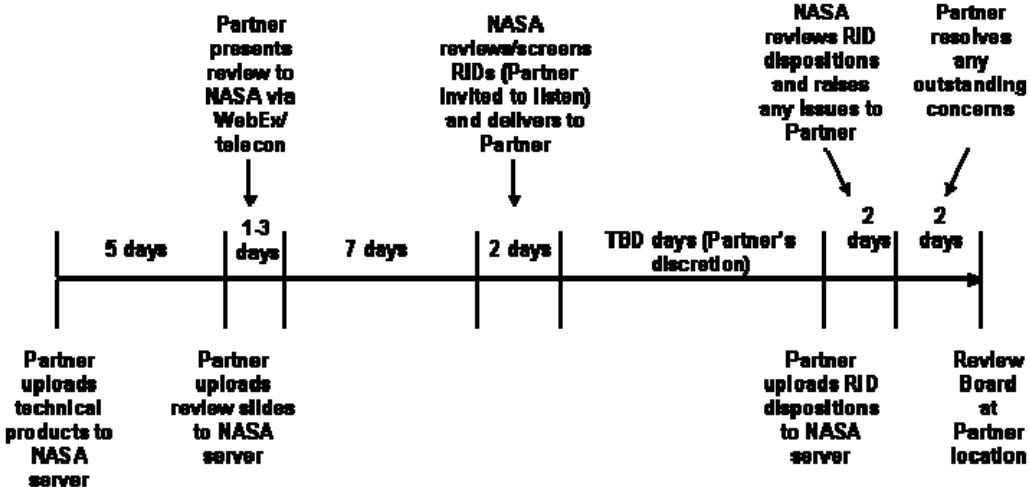 Partner
presents
review to
NASA via
WebEx/
telecon
NASA
reviews/screens
RIDs (Partner
invited to listen)
and delivers to
Partner
NASA
reviews RID
dispositions
and raises
any issues to
Partner
Partner
resolves
any
outstanding
concerns
5 days
1-3
days
7 days
2 days
TBD days (Partner's
discretion)
2
days
2
days
Partner
uploads
technical
products to
NASA
server
Partner
uploads
review slides
to NASA
server
Partner
uploads RID
dispositions
to NASA
server
Review
Board
at
Partner
location